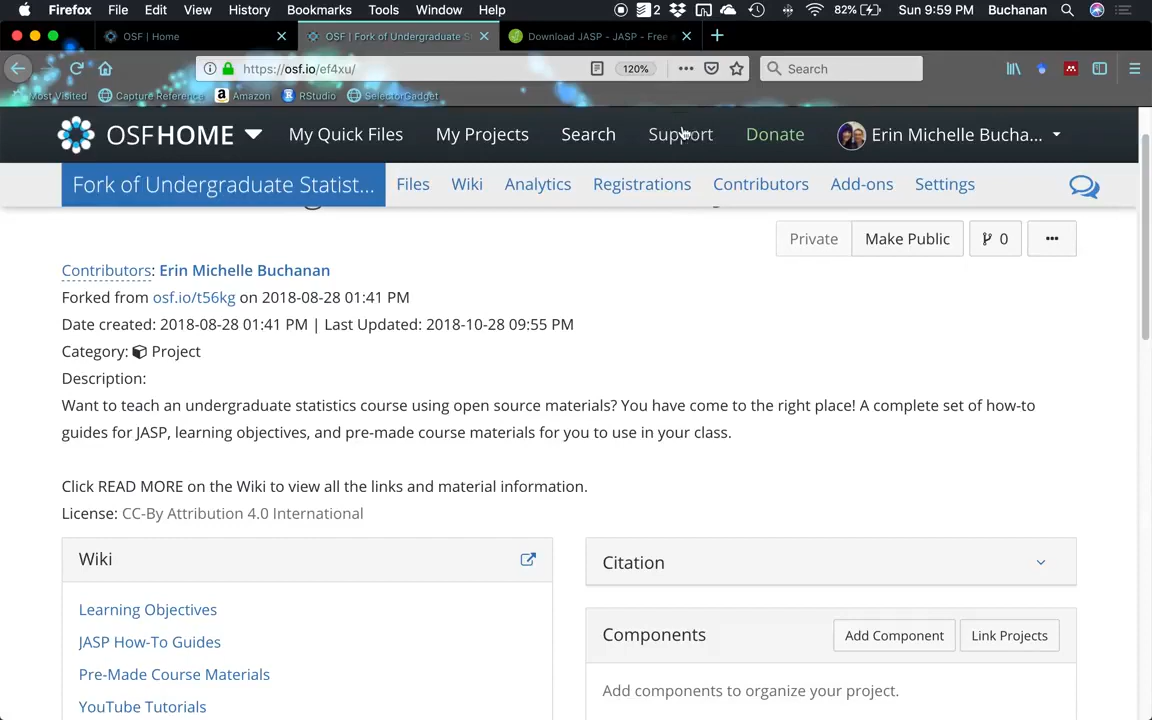 Firefox File Edit View History Bookmarks Tools Window Help 2 82% Sun 9:59 PM Buchanan
OSF | Home OSF | Fork of Undergraduate S Download JASP - JASP - Free
https://osf.io/ef4xu/ 120% Search
Most Visited Capture Reference Amazon RStudio SelectorGadget
OSFHOME My Quick Files My Projects Search Support Donate Erin Michelle Bucha...
Fork of Undergraduate Statist... Files Wiki Analytics Registrations Contributors Add-ons Settings
Private Make Public 0
Contributors: Erin Michelle Buchanan
Forked from osf.io/t56kg on 2018-08-28 01:41 PM
Date created: 2018-08-28 01:41 PM | Last Updated: 2018-10-28 09:55 PM
Category: Project
Description:
Want to teach an undergraduate statistics course using open source materials? You have come to the right place! A complete set of how-to
guides for JASP, learning objectives, and pre-made course materials for you to use in your class.
Click READ MORE on the Wiki to view all the links and material information.
License: CC-By Attribution 4.0 International
Wiki
Citation
Learning Objectives
JASP How-To Guides
Pre-Made Course Materials
YouTube Tutorials
Components Add Component Link Projects
Add components to organize your project.